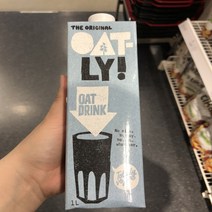 THE ORIGINAL
OAT-
LY!
OAT
DRINK
1L